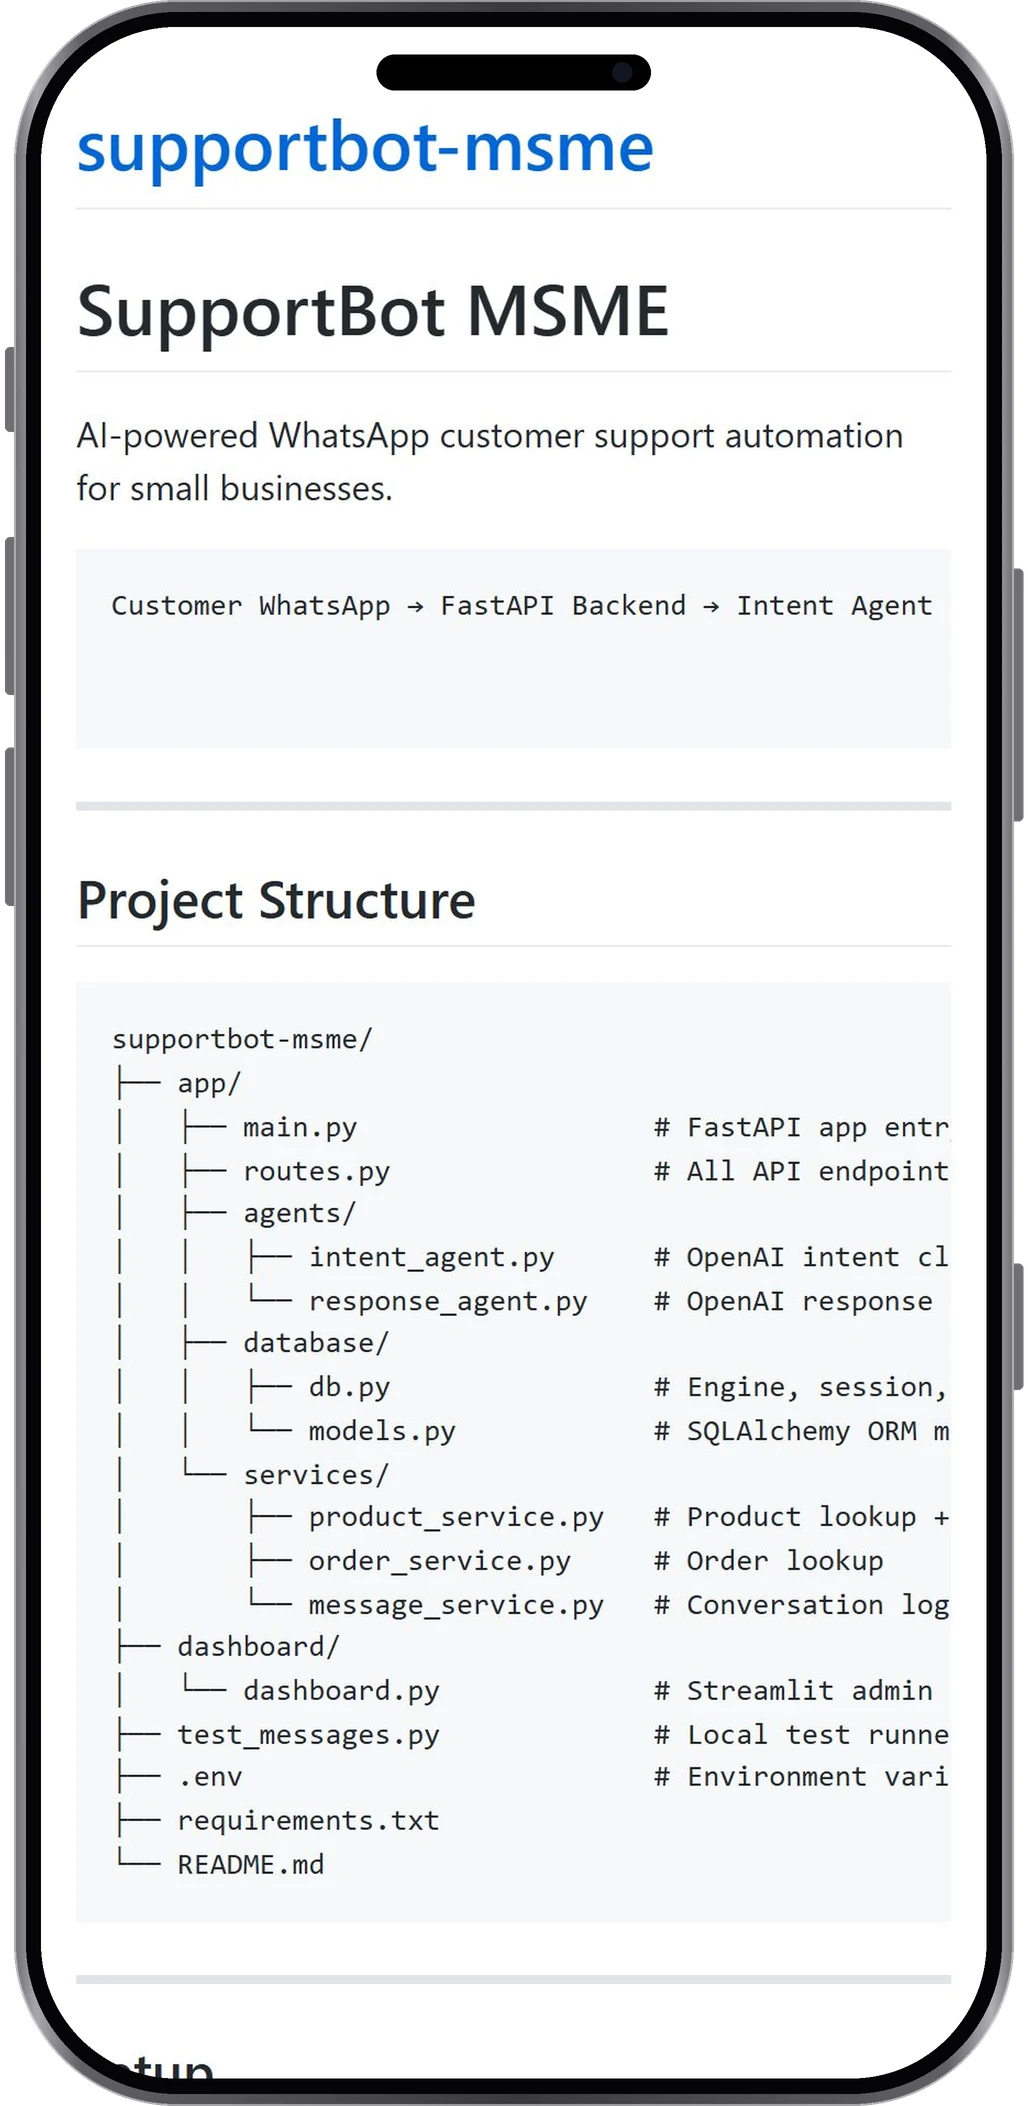 supportbot-msme
SupportBot MSME
AI-powered WhatsApp customer support automation
for small businesses.
Customer WhatsApp → FastAPI Backend → Intent Agent
Project Structure
supportbot-msme/
├── app/
│   ├── main.py                # FastAPI app entr
│   ├── routes.py              # All API endpoint
│   ├── agents/
│   │   ├── intent_agent.py    # OpenAI intent cl
│   │   └── response_agent.py  # OpenAI response
│   ├── database/
│   │   ├── db.py              # Engine, session,
│   │   └── models.py          # SQLAlchemy ORM m
│   └── services/
│       ├── product_service.py # Product lookup +
│       ├── order_service.py   # Order lookup
│       └── message_service.py # Conversation log
├── dashboard/
│   └── dashboard.py           # Streamlit admin
├── test_messages.py           # Local test runne
├── .env                       # Environment vari
├── requirements.txt
└── README.md